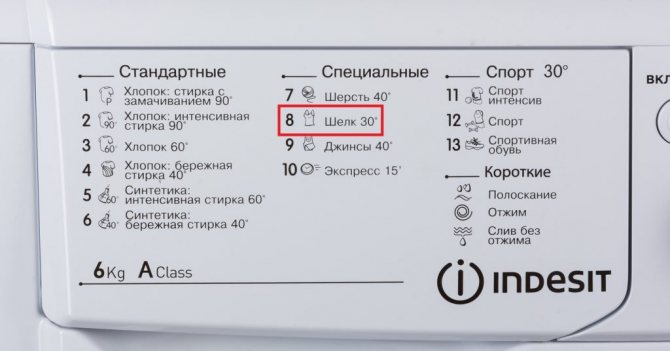 Стандартные
1 Хлопок: стирка с
замачиванием 90°
2 Хлопок: интенсивная
стирка 90°
3 Хлопок 60°
4 Хлопок: бережная
стирка 40°
5 Синтетика:
интенсивная стирка 60°
6 Синтетика:
бережная стирка 40°
6Kg A Class
Специальные
7 Шерсть 40°
8 Шелк 30°
9 Джинсы 40°
10 Экспресс 15'
Спорт 30°
11 Спорт
интенсив
12 Спорт
13 Спортивная
обувь
Короткие
Полоскание
Отжим
Слив без
отжима
INDESIT
ВКЛ